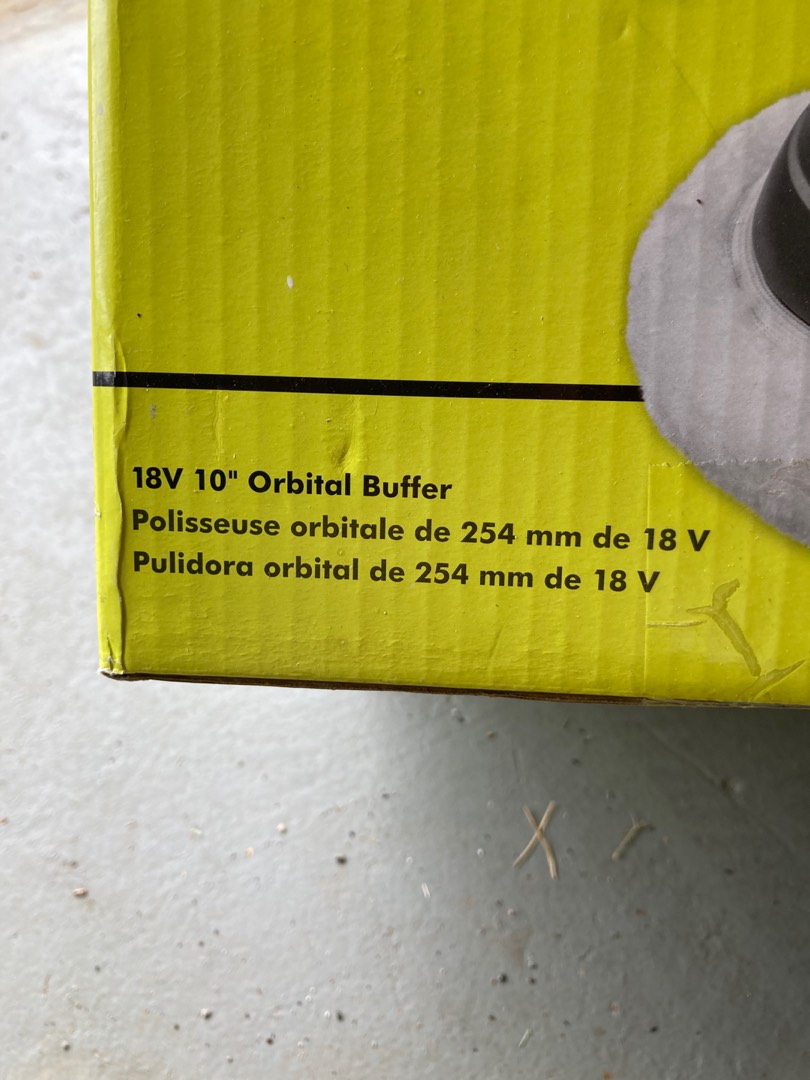 18V 10" Orbital Buffer
Polisseuse orbitale de 254 mm de 18 V
Pulidora orbital de 254 mm de 18 V